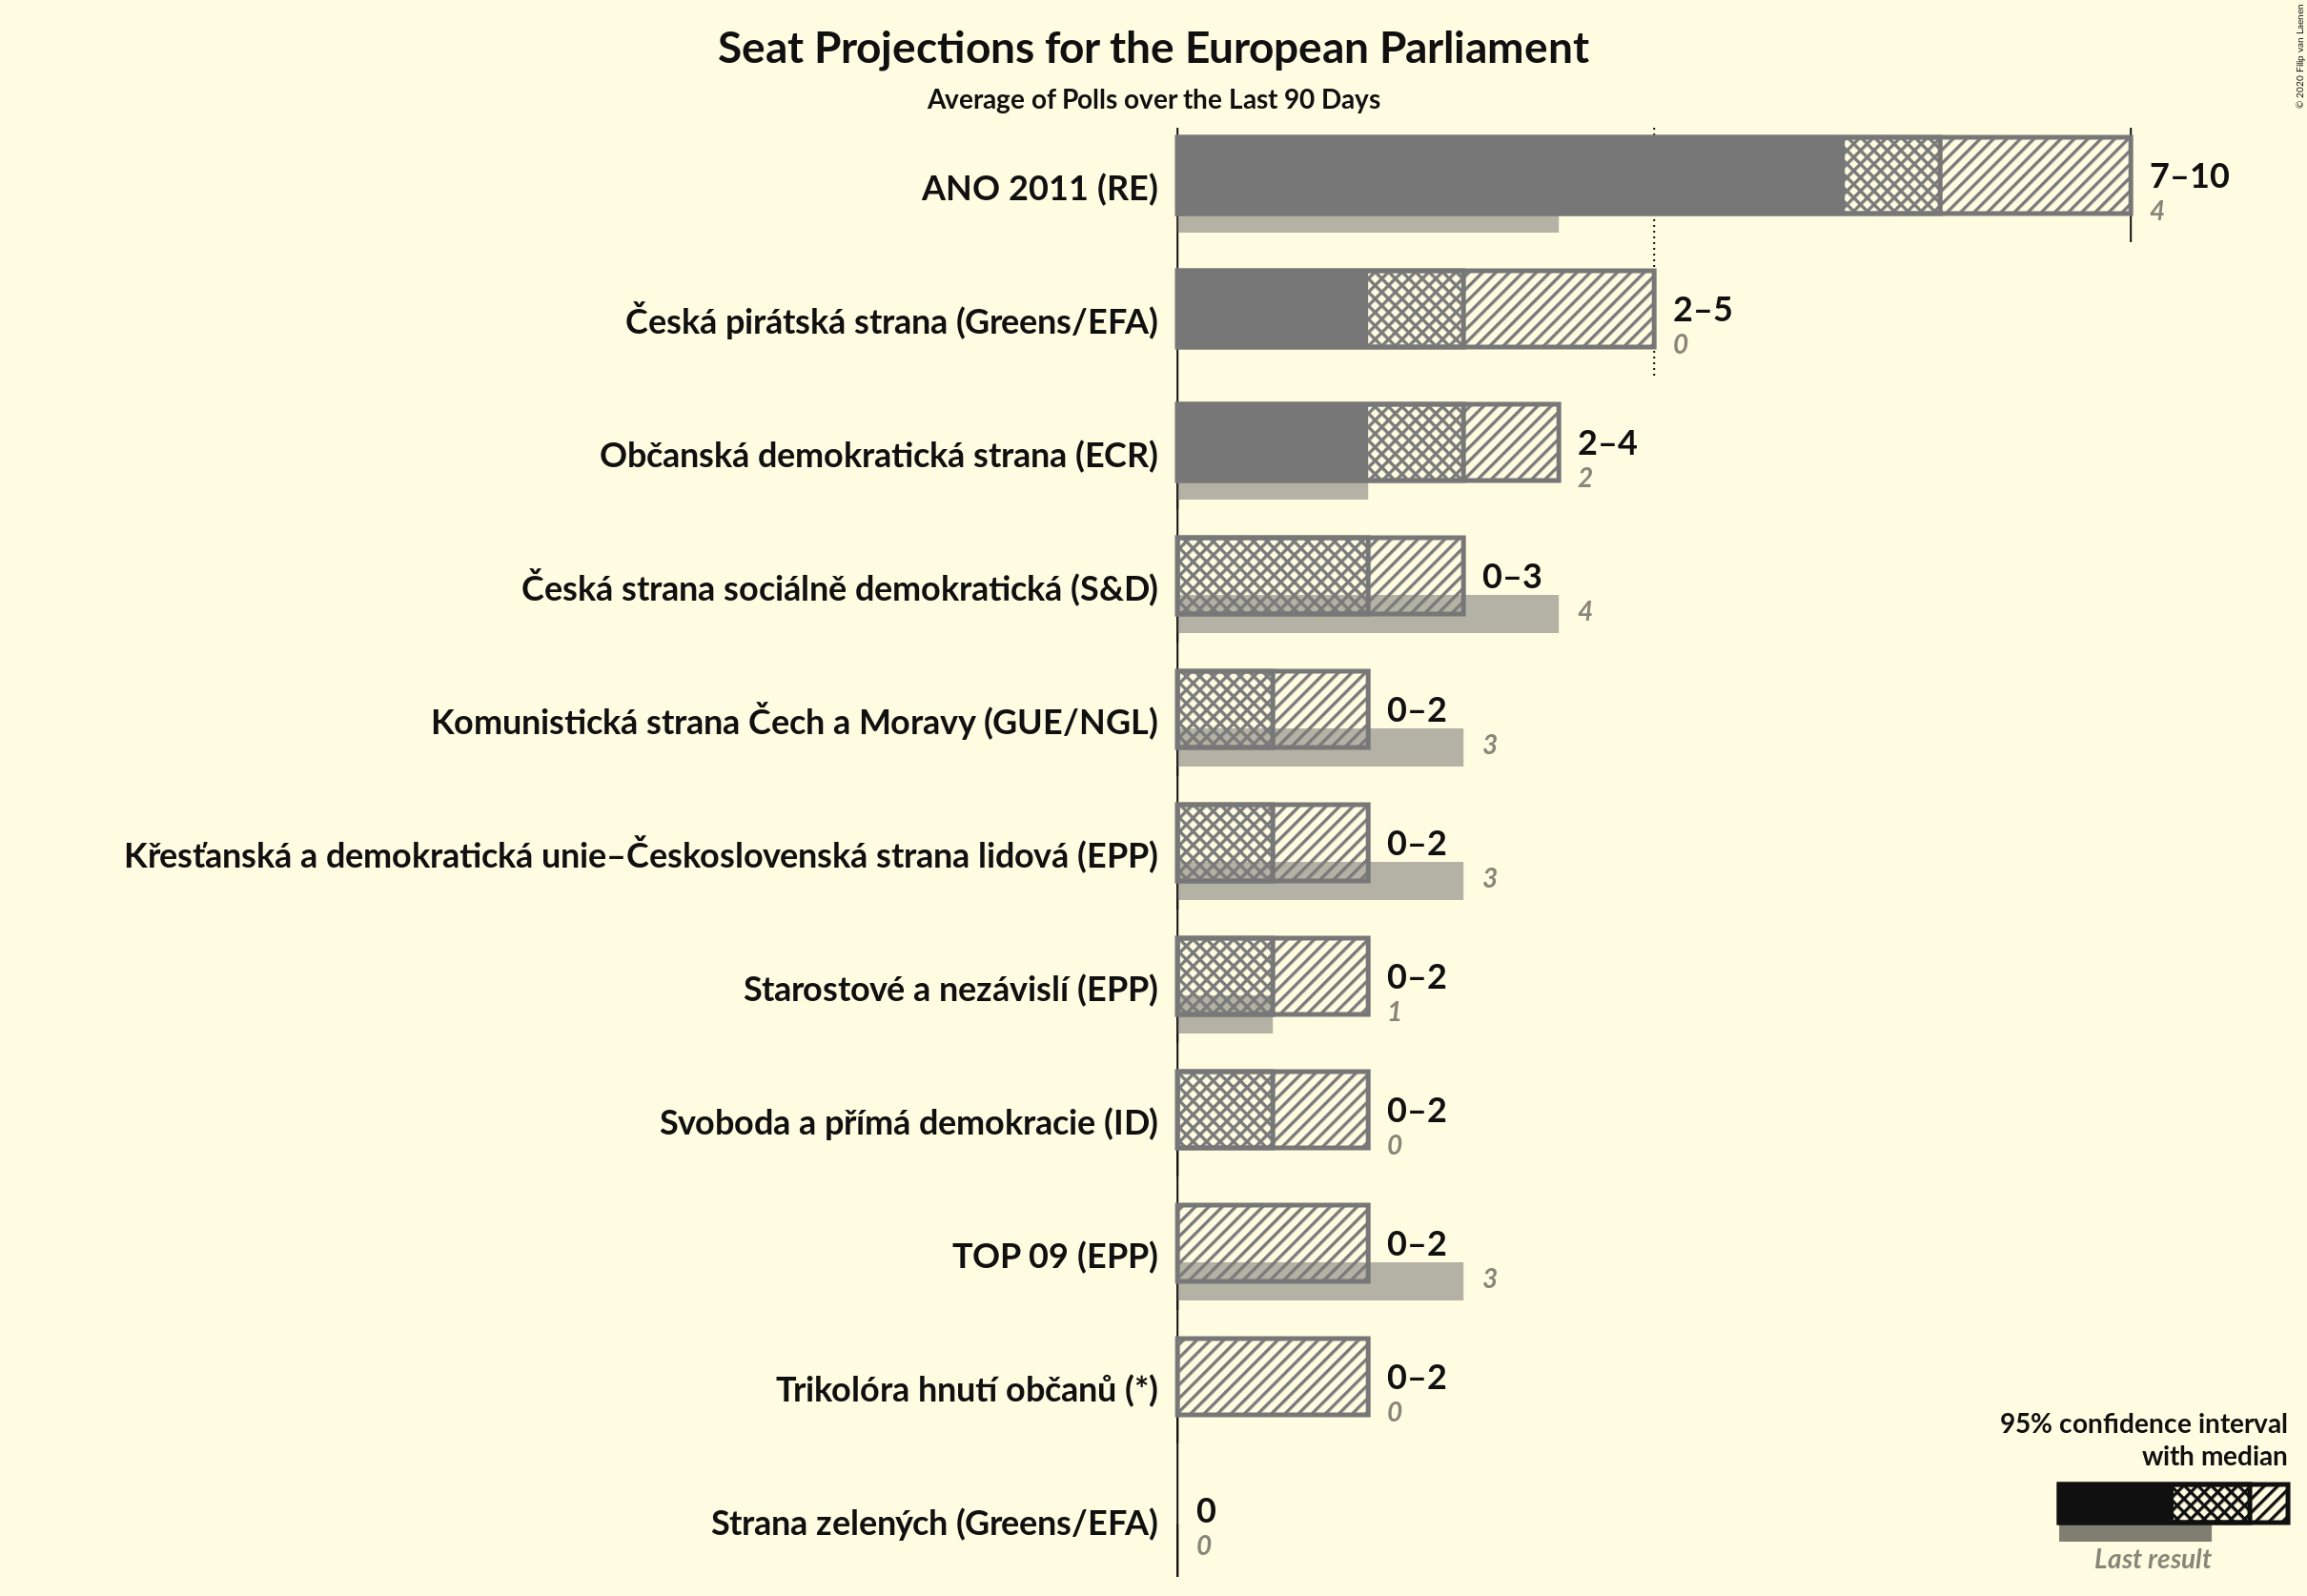 Seat Projections for the European Parliament
Average of Polls over the Last 90 Days
© 2020 Filip van Laenen
ANO 2011 (RE)
7–10
4
Česká pirátská strana (Greens/EFA)
2–5
0
Občanská demokratická strana (ECR)
2–4
2
Česká strana sociálně demokratická (S&D)
0–3
4
Komunistická strana Čech a Moravy (GUE/NGL)
0–2
3
Křesťanská a demokratická unie–Československá strana lidová (EPP)
0–2
3
Starostové a nezávislí (EPP)
0–2
1
Svoboda a přímá demokracie (ID)
0–2
0
TOP 09 (EPP)
0–2
3
Trikolóra hnutí občanů (*)
0–2
0
Strana zelených (Greens/EFA)
0
0
95% confidence interval
with median
Last result